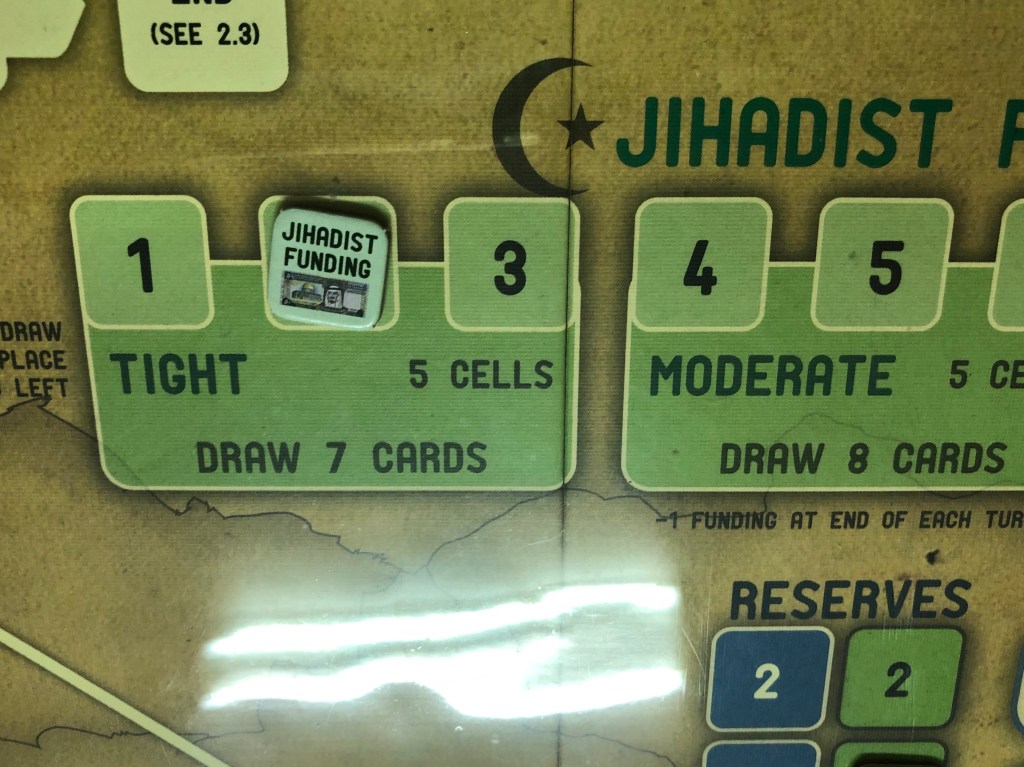 (SEE 2.3)
JIHADIST
1
JIHADIST
FUNDING
3
4
5
DRAW
PLACE
LEFT
TIGHT
5 CELLS
MODERATE
5
DRAW 7 CARDS
DRAW 8 CARDS
-1 FUNDING AT END OF EACH
RESERVES
2
2